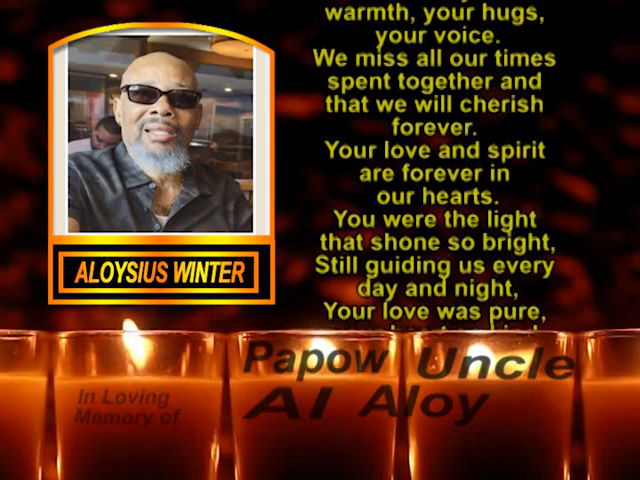 warmth, your hugs,
your voice.
We miss all our times
spent together and
that we will cherish
forever.
Your love and spirit
are forever in
our hearts.
You were the light
that shone so bright,
Still guiding us every
day and night,
Your love was pure,
ALOYSIUS WINTER
In Loving
Memory of
Papow Uncle
Al Aloy